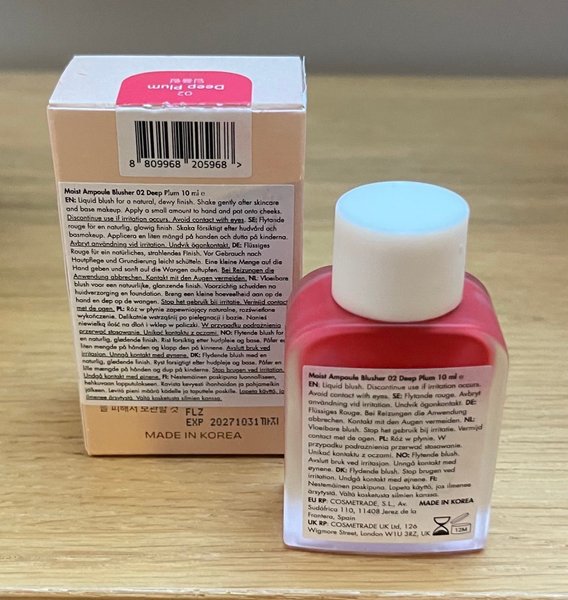 02
Deep Plum
딥플럼
8 809968 205968 >
Moist Ampoule Blusher 02 Deep Plum 10 ml e
EN: Liquid blush for a natural, dewy finish. Shake gently after skincare
and base makeup. Apply a small amount to hand and pat onto cheeks.
Discontinue use if irritation occurs. Avoid contact with eyes. SE: Flytande
rouge för en naturlig, glowig finish. Skaka försiktigt efter hudvård och
basmakeup. Applicera en liten mängd på handen och dutta på kinderna.
Avbryt användning vid irritation. Undvik ögonkontakt. DE: Flüssiges
Rouge für ein natürliches, strahlendes Finish. Vor Gebrauch nach
Hautpflege und Grundierung leicht schütteln. Eine kleine Menge auf die
Hand geben und sanft auf die Wangen auftupfen. Bei Reizungen die
Anwendung abbrechen. Kontakt mit den Augen vermeiden. NL: Vloeibare
blush voor een natuurlijke, glanzende finish. Voorzichtig schudden na
huidverzorging en foundation. Breng een kleine hoeveelheid aan op de
hand en dep op de wangen. Stop het gebruik bij irritatie. Vermijd contact
met de ogen. PL: Róż w płynie zapewniający naturalne, rozświetlone
wykończenie. Delikatnie wstrząśnij po pielęgnacji i bazie. Nanieś
niewielką ilość na dłoń i wklep w policzki. W przypadku podrażnienia
przerwać stosowanie. Unikać kontaktu z oczami. NO: Flytende blush for
en naturlig, glødende finish. Rist forsiktig etter hudpleie og base. Påfør en
liten mengde på hånden og klapp den på kinnene. Avslutt bruk ved
irritasjon. Unngå kontakt med øynene. DK: Flydende blush med en
naturlig, glødende finish. Ryst forsigtigt efter hudpleje og base. Påfør en
lille mængde på hånden og dup på kinderne. Stop brugen ved irritation.
Undgå kontakt med øjnene. FI: Nestemäinen poskipuna luonnolliseen,
hehkuvaan lopputulokseen. Ravista kevyesti ihonhoidon ja pohjameikin
jälkeen. Levitä pieni määrä kädelle ja taputele poskille. Lopeta käyttö, jos
ilmenee ärsytystä. Vältä kosketusta silmien kanssa.
를 피해서 보관할 것 FLZ
EXP 20271031까지
MADE IN KOREA
Moist Ampoule Blusher 02 Deep Plum 10 ml e
EN: Liquid blush. Discontinue use if irritation occurs.
Avoid contact with eyes. SE: Flytande rouge. Avbryt
användning vid irritation. Undvik ögonkontakt. DE:
Flüssiges Rouge. Bei Reizungen die Anwendung
abbrechen. Kontakt mit den Augen vermeiden. NL:
Vloeibare blush. Stop het gebruik bij irritatie. Vermijd
contact met de ogen. PL: Róż w płynie. W
przypadku podrażnienia przerwać stosowanie.
Unikać kontaktu z oczami. NO: Flytende blush.
Avslutt bruk ved irritasjon. Unngå kontakt med
øynene. DK: Flydende blush. Stop brugen ved
irritation. Undgå kontakt med øjnene. FI:
Nestemäinen poskipuna. Lopeta käyttö, jos ilmenee
ärsytystä. Vältä kosketusta silmien kanssa.
EU RP: COSMETRADE, S.L., Av. MADE IN KOREA
Sudáfrica 110, 11408 Jerez de la
Frontera, Spain
UK RP: COSMETRADE UK Ltd, 126
Wigmore Street, London W1U 3RZ, UK 12M